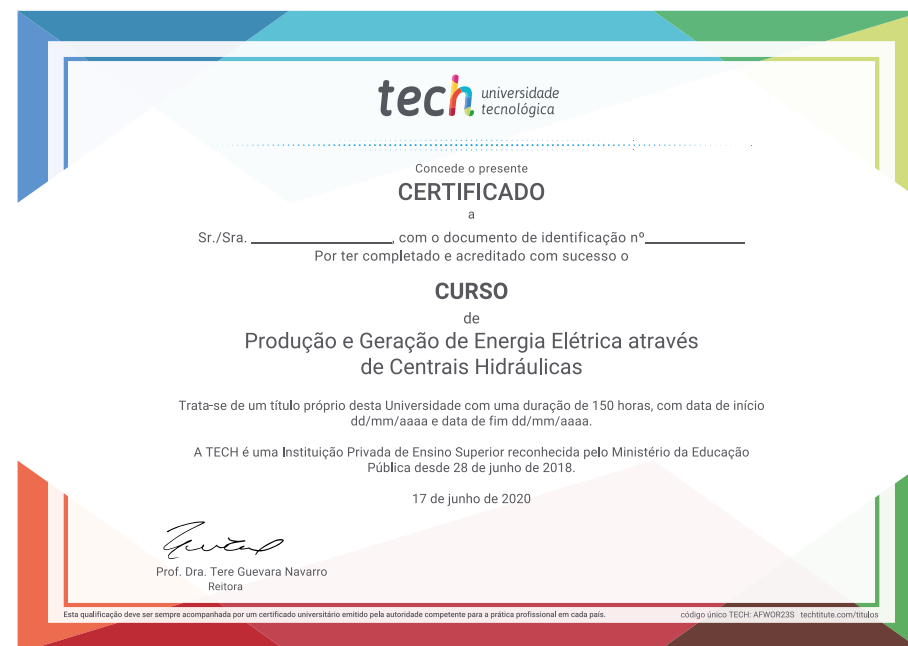 tech universidade
tecnológica
Concede o presente
CERTIFICADO
a
Sr./Sra. ________________, com o documento de identificação nº____________
Por ter completado e acreditado com sucesso o
CURSO
de
Produção e Geração de Energia Elétrica através
de Centrais Hidráulicas
Trata-se de um título próprio desta Universidade com uma duração de 150 horas, com data de início
dd/mm/aaaa e data de fim dd/mm/aaaa.
A TECH é uma Instituição Privada de Ensino Superior reconhecida pelo Ministério da Educação
Pública desde 28 de junho de 2018.
17 de junho de 2020
Prof. Dra. Tere Guevara Navarro
Reitora
Esta qualificação deve ser sempre acompanhada por um certificado universitário emitido pela autoridade competente para a prática profissional em cada país. código único TECH: AFWOR23S techtitute.com/titulos